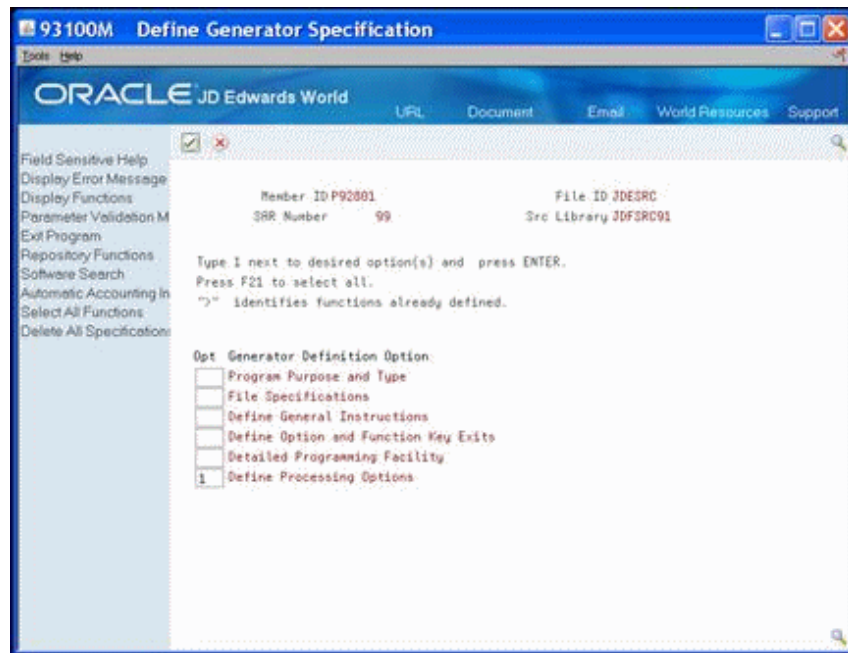 93100M Define Generator Specification
Tools Help
ORACLE JD Edwards World
URL Document Email World Resources Support
Field Sensitive Help
Display Error Message
Display Functions
Parameter Validation M
Exit Program
Repository Functions
Software Search
Automatic Accounting In
Select All Functions
Delete All Specifications
Member ID P92801 File ID JDESRC
SAR Number 99 Src Library JDFSRC91
Type 1 next to desired option(s) and press ENTER.
Press F21 to select all.
">" identifies functions already defined.
Opt Generator Definition Option
Program Purpose and Type
File Specifications
Define General Instructions
Define Option and Function Key Exits
Detailed Programming Facility
1 Define Processing Options